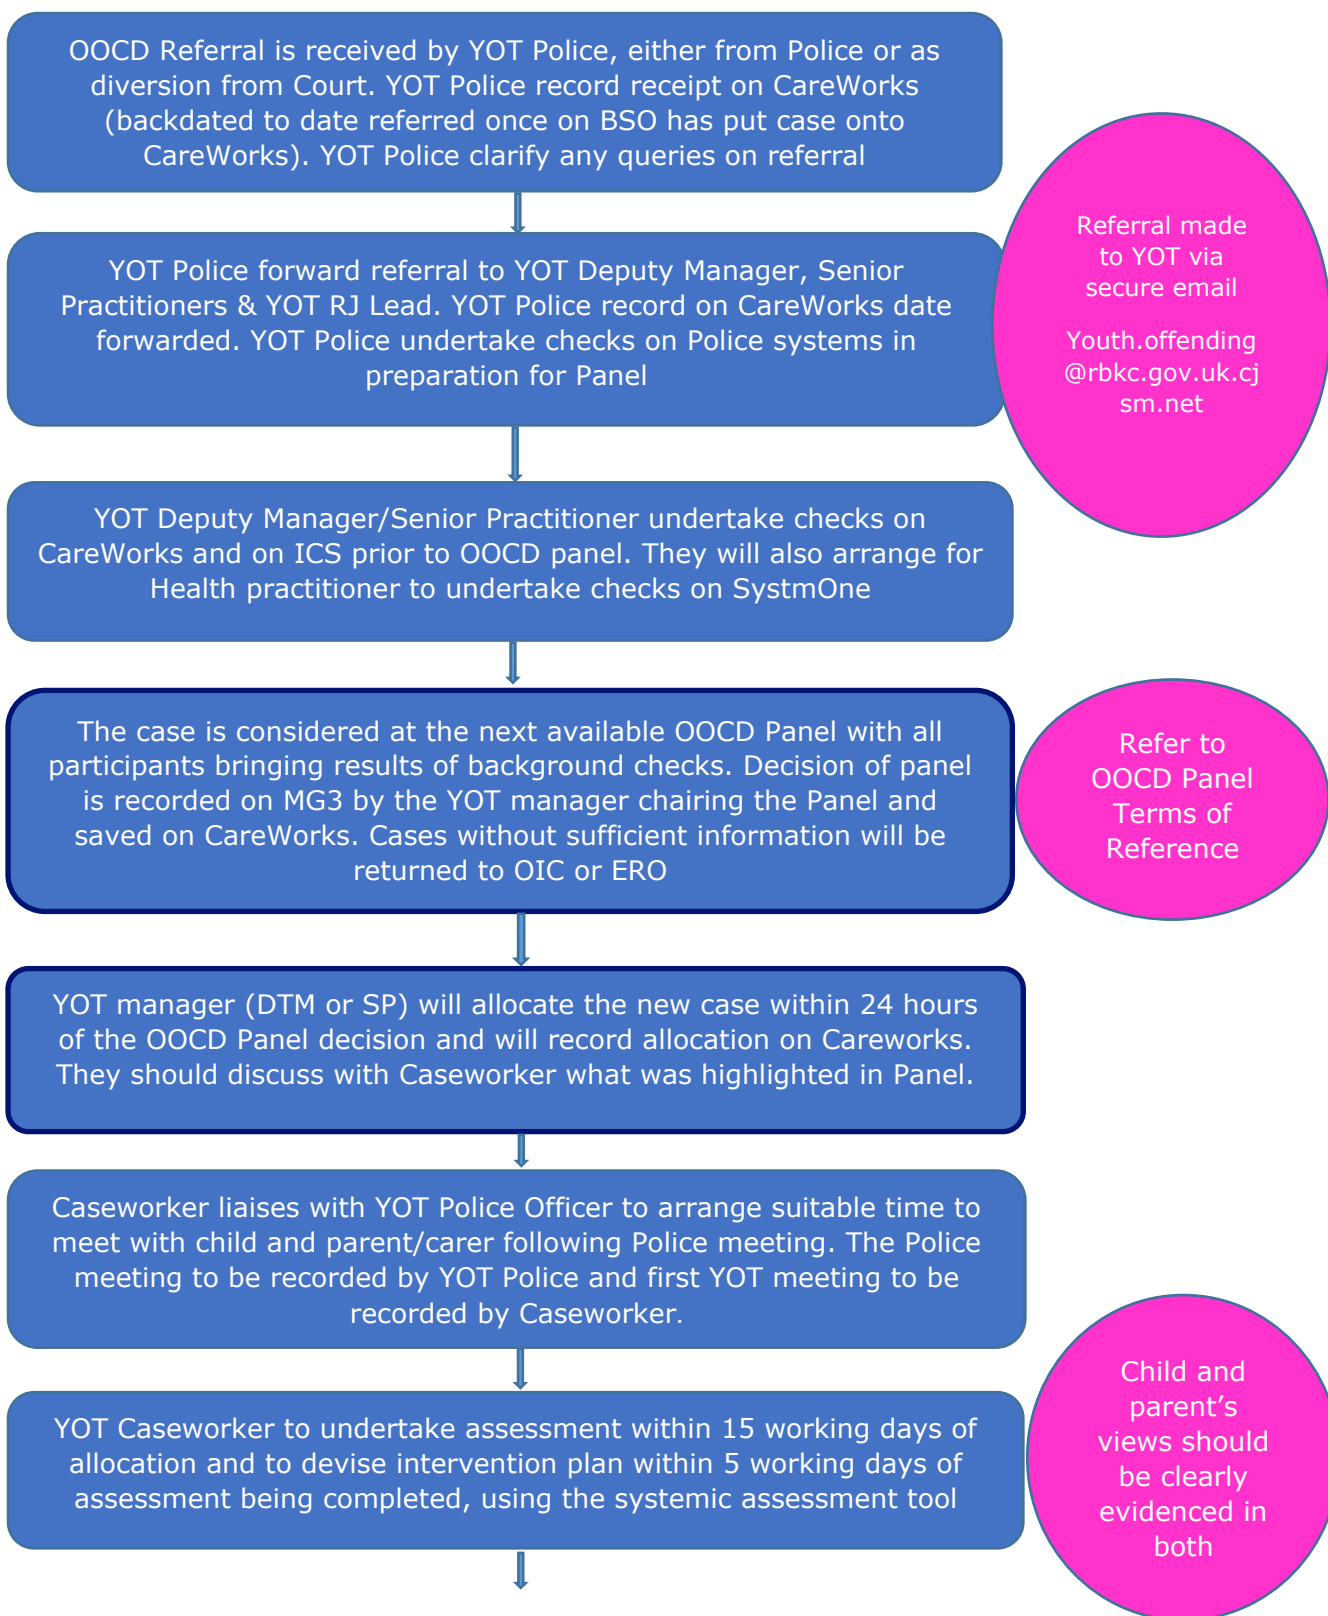 OOCD Referral is received by YOT Police, either from Police or as
diversion from Court. YOT Police record receipt on CareWorks
(backdated to date referred once on BSO has put case onto
CareWorks). YOT Police clarify any queries on referral
Referral made
to YOT via
secure email
Youth.offending
@rbkc.gov.uk.cj
sm.net
YOT Police forward referral to YOT Deputy Manager, Senior
Practitioners & YOT RJ Lead. YOT Police record on CareWorks date
forwarded. YOT Police undertake checks on Police systems in
preparation for Panel
YOT Deputy Manager/Senior Practitioner undertake checks on
CareWorks and on ICS prior to OOCD panel. They will also arrange for
Health practitioner to undertake checks on SystmOne
The case is considered at the next available OOCD Panel with all
participants bringing results of background checks. Decision of panel
is recorded on MG3 by the YOT manager chairing the Panel and
saved on CareWorks. Cases without sufficient information will be
returned to OIC or ERO
Refer to
OOCD Panel
Terms of
Reference
YOT manager (DTM or SP) will allocate the new case within 24 hours
of the OOCD Panel decision and will record allocation on Careworks.
They should discuss with Caseworker what was highlighted in Panel.
Caseworker liaises with YOT Police Officer to arrange suitable time to
meet with child and parent/carer following Police meeting. The Police
meeting to be recorded by YOT Police and first YOT meeting to be
recorded by Caseworker.
YOT Caseworker to undertake assessment within 15 working days of
allocation and to devise intervention plan within 5 working days of
assessment being completed, using the systemic assessment tool
Child and
parent’s
views should
be clearly
evidenced in
both